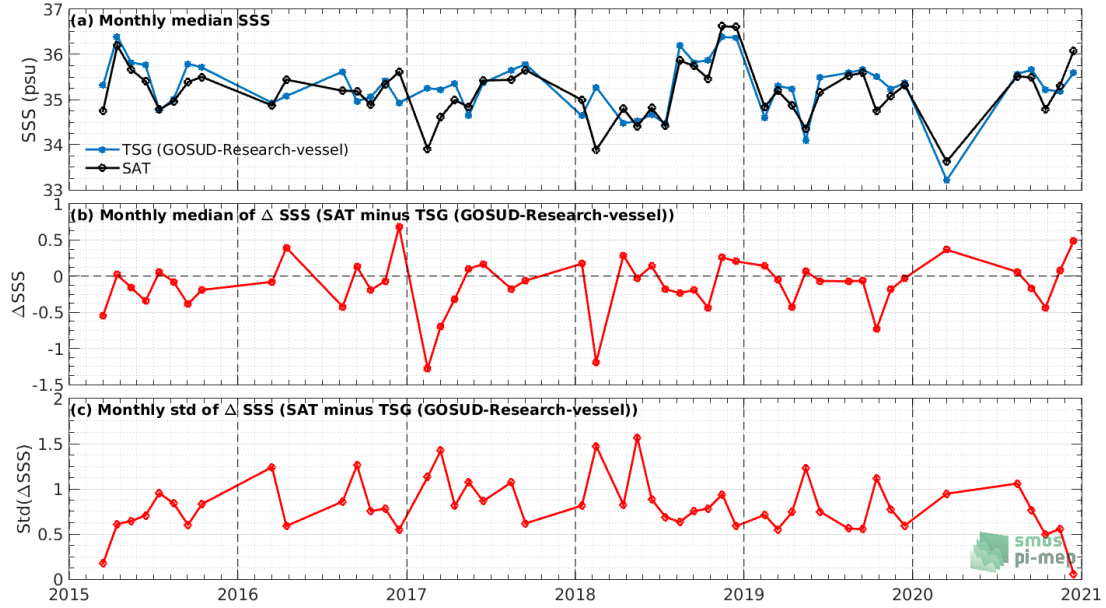 (a) Monthly median SSS
37
36
35
34
33
SSS (psu)
TSG (GOSUD-Research-vessel)
SAT
(b) Monthly median of Δ SSS (SAT minus TSG (GOSUD-Research-vessel))
1
0.5
0
-0.5
-1
-1.5
ΔSSS
(c) Monthly std of Δ SSS (SAT minus TSG (GOSUD-Research-vessel))
2
1.5
1
0.5
0
Std(ΔSSS)
smos
pi-mep
2015 2016 2017 2018 2019 2020 2021